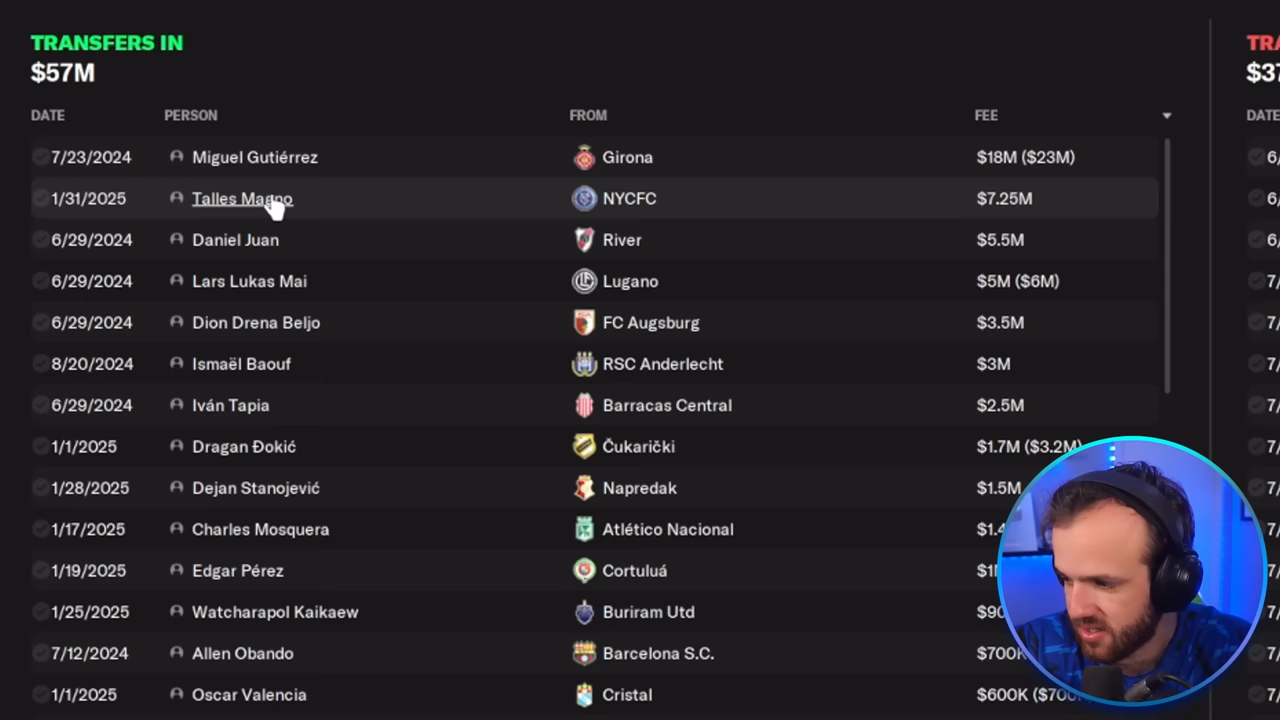 TRANSFERS IN
$57M
DATE PERSON FROM FEE DATE
7/23/2024 Miguel Gutiérrez Girona $18M ($23M)
1/31/2025 Talles Magno NYCFC $7.25M
6/29/2024 Daniel Juan River $5.5M
6/29/2024 Lars Lukas Mai Lugano $5M ($6M)
6/29/2024 Dion Drena Beljo FC Augsburg $3.5M
8/20/2024 Ismaël Baouf RSC Anderlecht $3M
6/29/2024 Iván Tapia Barracas Central $2.5M
1/1/2025 Dragan Đokić Čukarički $1.7M ($3.2M)
1/28/2025 Dejan Stanojević Napredak $1.5M
1/17/2025 Charles Mosquera Atlético Nacional
1/19/2025 Edgar Pérez Cortuluá
1/25/2025 Watcharapol Kaikaew Buriram Utd
7/12/2024 Allen Obando Barcelona S.C. $700K
1/1/2025 Oscar Valencia Cristal $600K